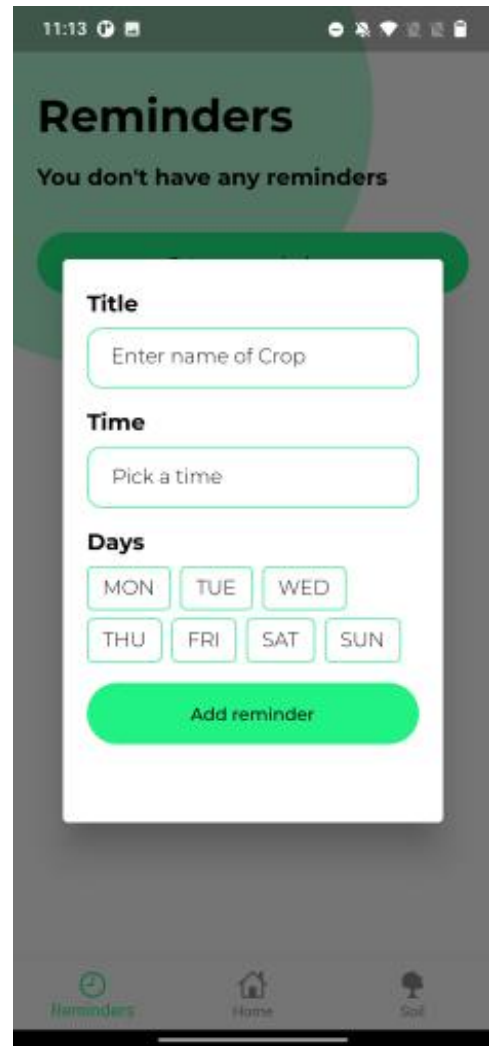 11:13
Reminders
You don't have any reminders
Title
Enter name of Crop
Time
Pick a time
Days
MON TUE WED
THU FRI SAT SUN
Add reminder
Reminders Home Soil